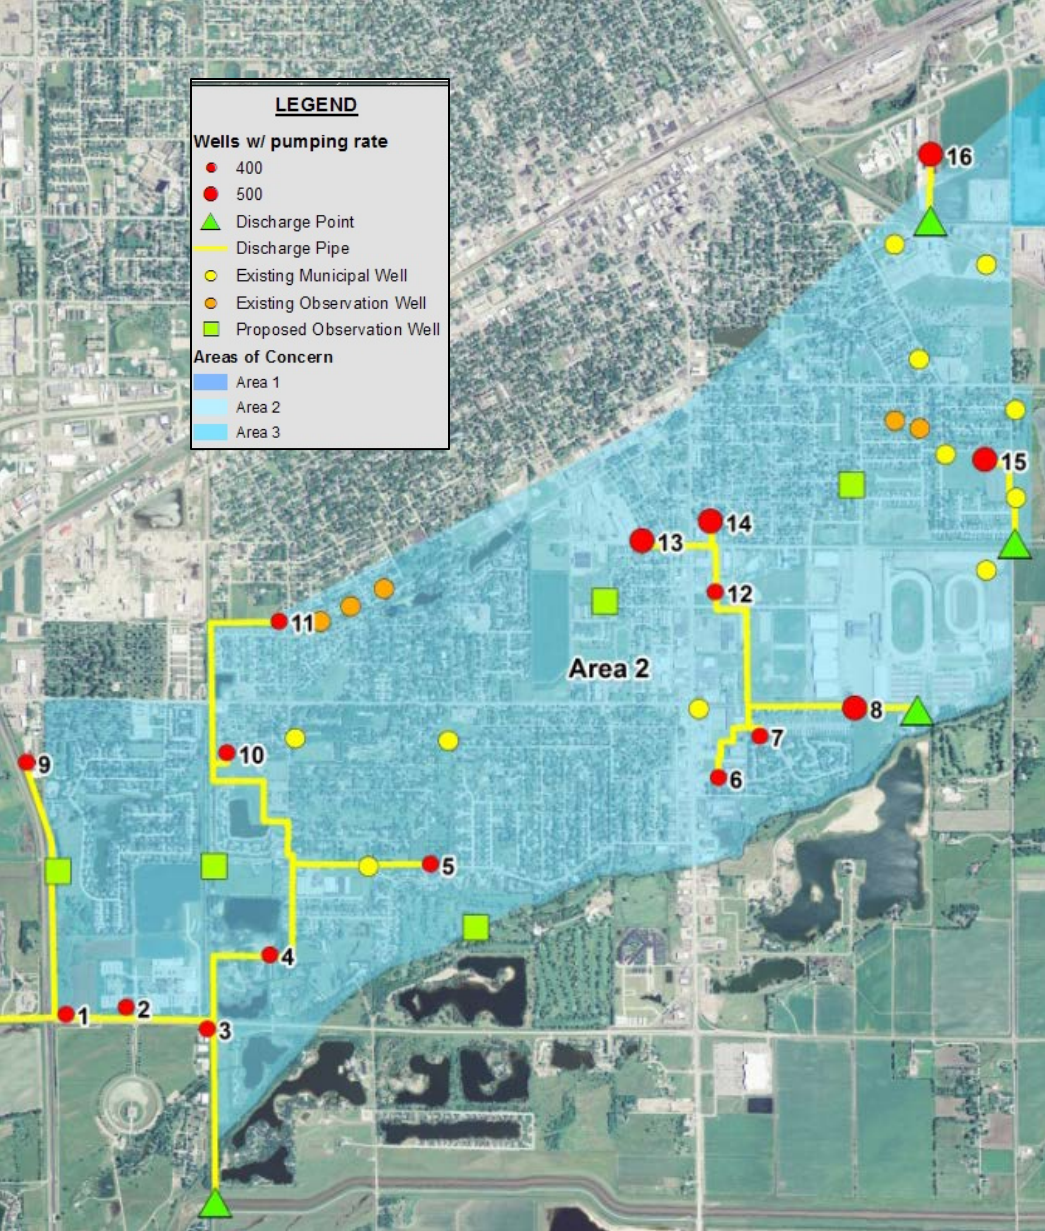 LEGEND
Wells w/ pumping rate
400
500
Discharge Point
Discharge Pipe
Existing Municipal Well
Existing Observation Well
Proposed Observation Well
Areas of Concern
Area 1
Area 2
Area 3
16
15
14
13
12
11
Area 2
8
7
10
9
6
5
4
2
1
3